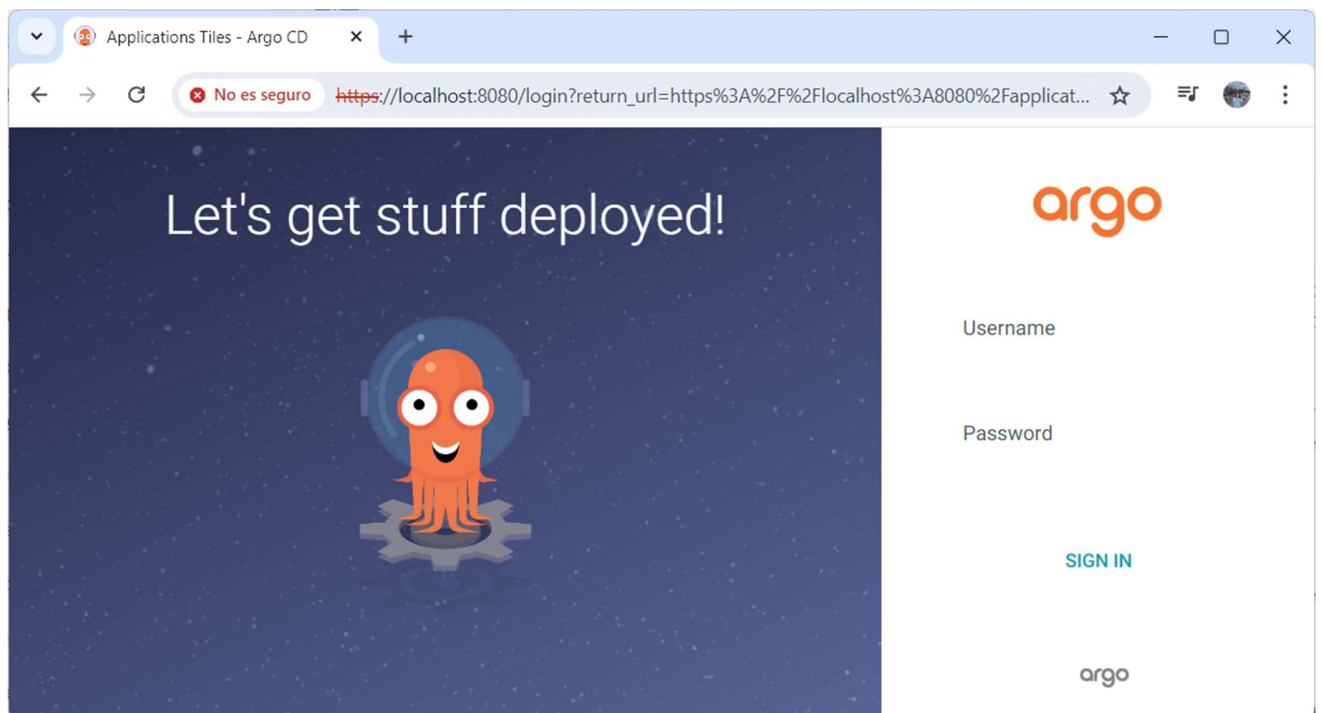 Applications Tiles - Argo CD
No es seguro https://localhost:8080/login?return_url=https%3A%2F%2Flocalhost%3A8080%2Fapplicat...
Let's get stuff deployed!
argo
Username
Password
SIGN IN
argo